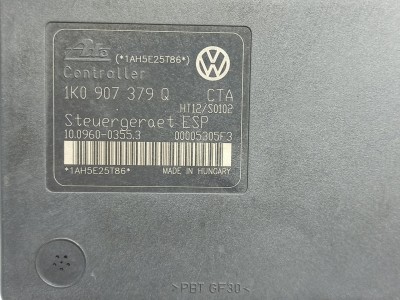 Ate (*1AH5E25T86*)
Controller
1K0 907 379 Q CTA
HT12/S0102
Steuergeraet ESP
10.0960-0355.3 00005305F3
*1AH5E25T86* MADE IN HUNGARY
>PBT GF30<